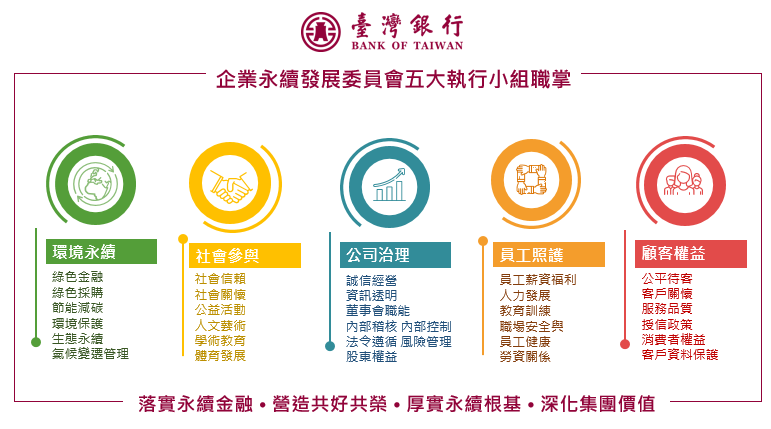 臺灣銀行
BANK OF TAIWAN
企業永續發展委員會五大執行小組職掌
環境永續
綠色金融
綠色採購
節能減碳
環境保護
生態永續
氣候變遷管理
社會參與
社會信賴
社會關懷
公益活動
人文藝術
學術教育
體育發展
公司治理
誠信經營
資訊透明
董事會職能
內部稽核 內部控制
法令遵循 風險管理
股東權益
員工照護
員工薪資福利
人力發展
教育訓練
職場安全與
員工健康
勞資關係
顧客權益
公平待客
客戶關懷
服務品質
授信政策
消費者權益
客戶資料保護
落實永續金融 • 營造共好共榮 • 厚實永續根基 • 深化集團價值